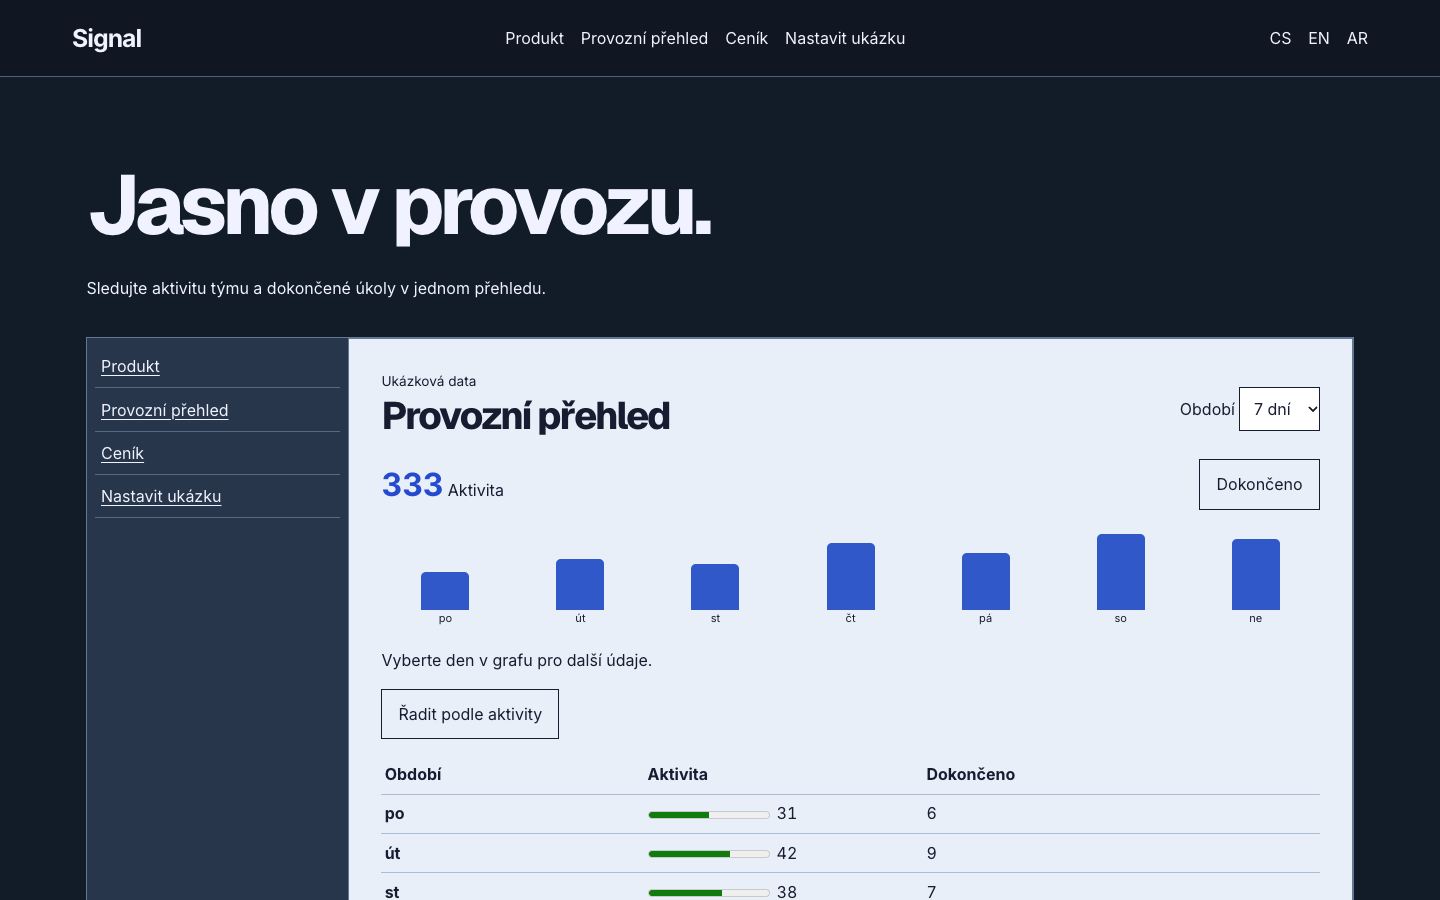 Signal
Produkt Provozní přehled Ceník Nastavit ukázku
CS EN AR
Jasno v provozu.
Sledujte aktivitu týmu a dokončené úkoly v jednom přehledu.
Produkt
Provozní přehled
Ceník
Nastavit ukázku
Ukázková data
Provozní přehled
Období 7 dní
333 Aktivita
Dokončeno
po út st čt pá so ne
Vyberte den v grafu pro další údaje.
Řadit podle aktivity
Období Aktivita Dokončeno
po 31 6
út 42 9
st 38 7